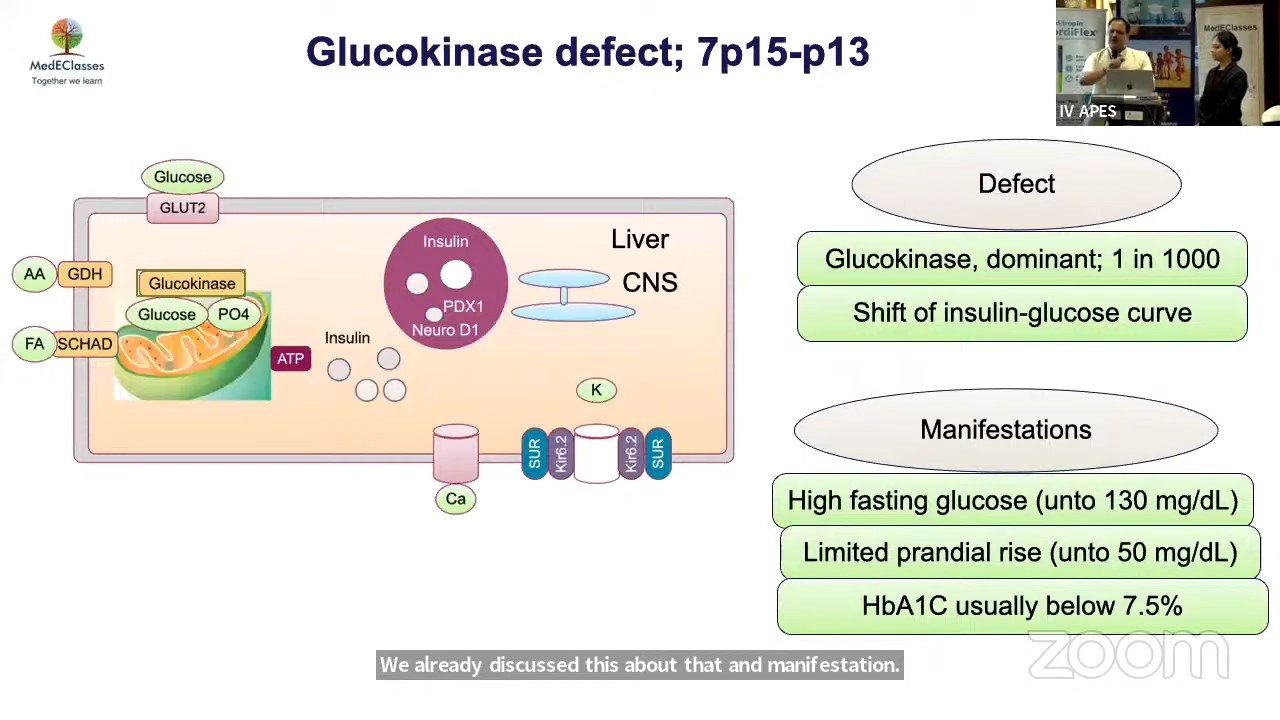 Glucokinase defect; 7p15-p13
MedEClasses
Together we learn
MedEClasses
IV APES
Glucose
GLUT2
AA
GDH
Glucokinase
Glucose
PO4
FA
SCHAD
ATP
Insulin
Insulin
PDX1
Neuro D1
Liver
CNS
K
SUR
Kir6.2
Kir6.2
SUR
Ca
Defect
Glucokinase, dominant; 1 in 1000
Shift of insulin-glucose curve
Manifestations
High fasting glucose (unto 130 mg/dL)
Limited prandial rise (unto 50 mg/dL)
HbA1C usually below 7.5%
zoom
We already discussed this about that and manifestation.